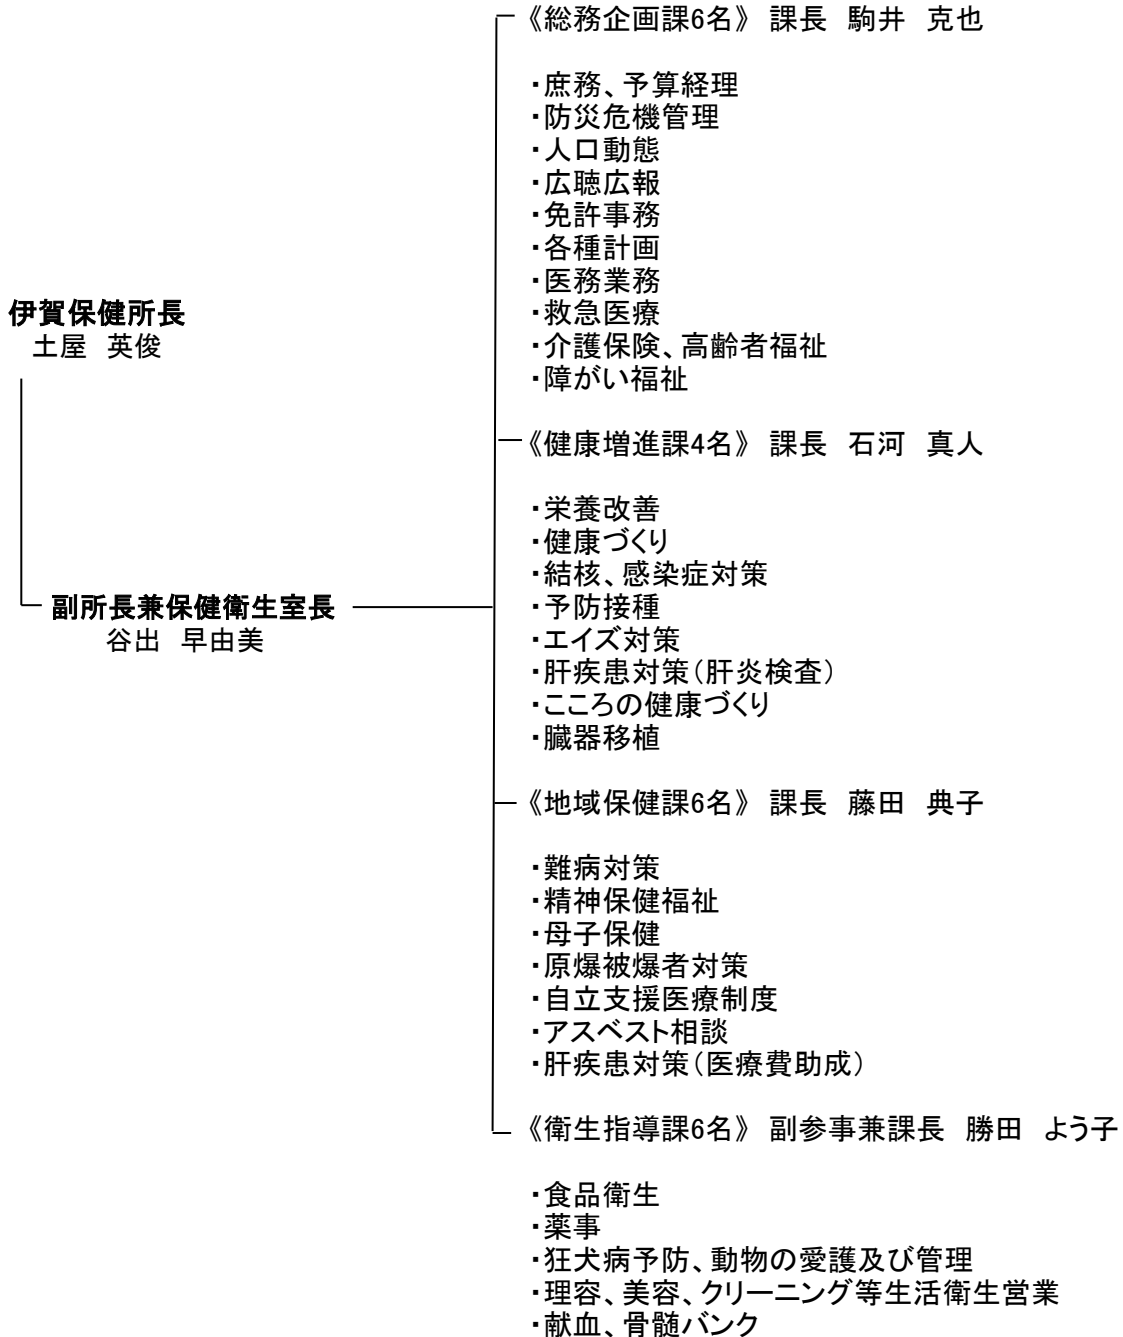 《総務企画課6名》 課長 駒井 克也
・庶務、予算経理
・防災危機管理
・人口動態
・広聴広報
・免許事務
・各種計画
・医務業務
・救急医療
・介護保険、高齢者福祉
・障がい福祉
伊賀保健所長
土屋 英俊
《健康増進課4名》 課長 石河 真人
・栄養改善
・健康づくり
・結核、感染症対策
・予防接種
・エイズ対策
・肝疾患対策（肝炎検査）
・こころの健康づくり
・臓器移植
副所長兼保健衛生室長
谷出 早由美
《地域保健課6名》 課長 藤田 典子
・難病対策
・精神保健福祉
・母子保健
・原爆被爆者対策
・自立支援医療制度
・アスベスト相談
・肝疾患対策（医療費助成）
《衛生指導課6名》 副参事兼課長 勝田 よう子
・食品衛生
・薬事
・狂犬病予防、動物の愛護及び管理
・理容、美容、クリーニング等生活衛生営業
・献血、骨髄バンク